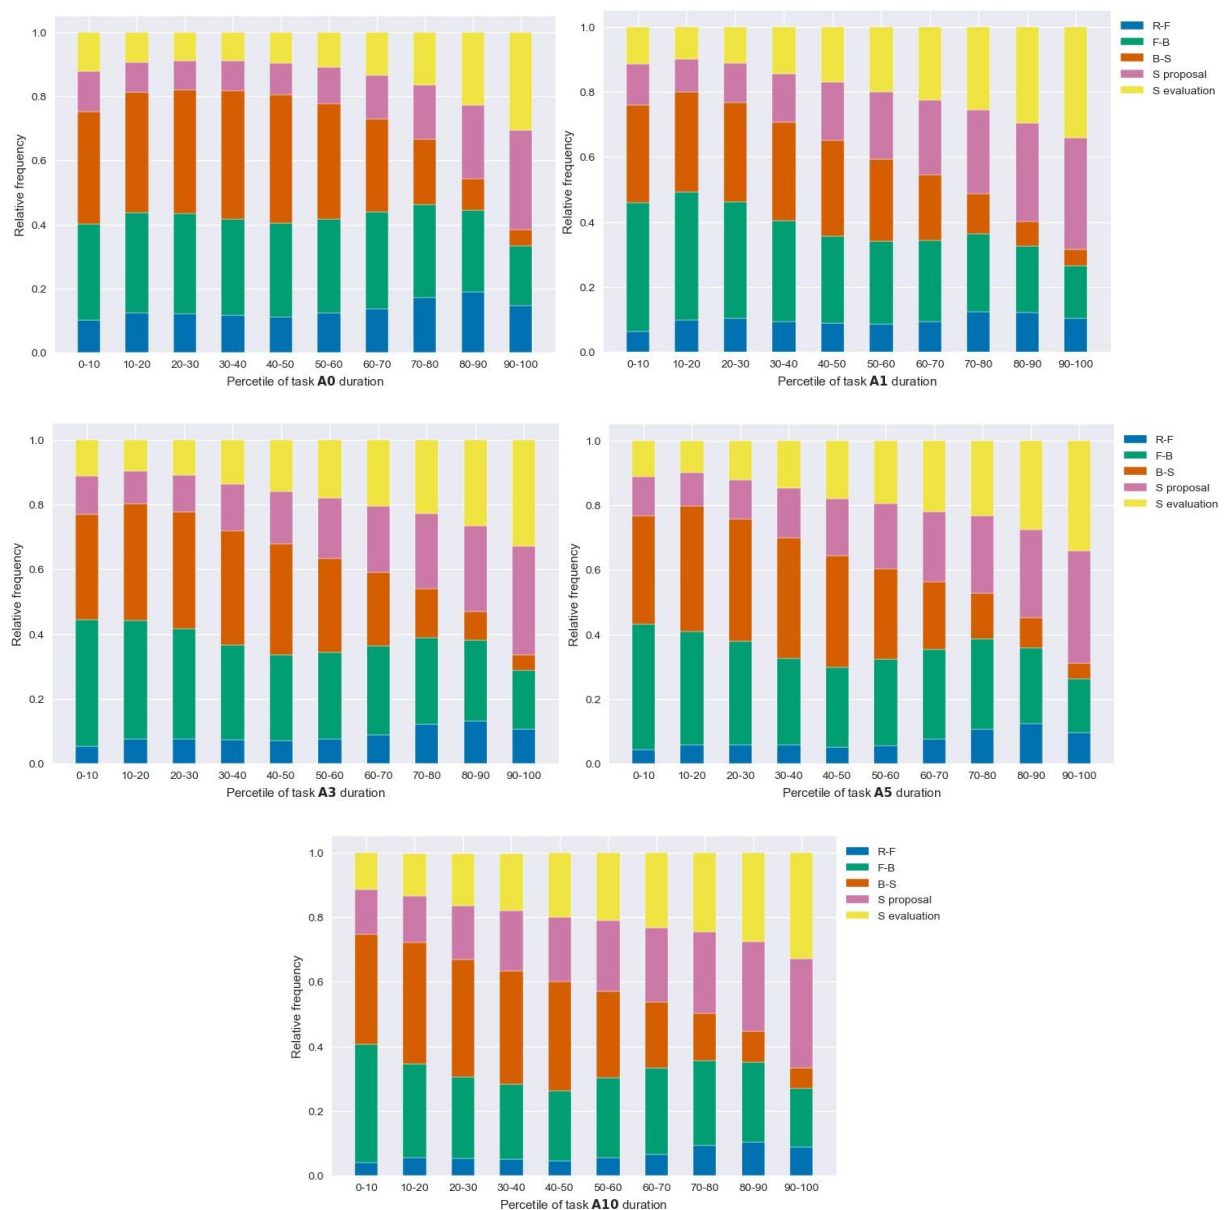 1.0
0.8
0.6
0.4
0.2
0.0
Relative frequency
0-10 10-20 20-30 30-40 40-50 50-60 60-70 70-80 80-90 90-100
Percetile of task A0 duration
1.0
0.8
0.6
0.4
0.2
0.0
Relative frequency
0-10 10-20 20-30 30-40 40-50 50-60 60-70 70-80 80-90 90-100
Percetile of task A1 duration
R-F
F-B
B-S
S proposal
S evaluation
1.0
0.8
0.6
0.4
0.2
0.0
Relative frequency
0-10 10-20 20-30 30-40 40-50 50-60 60-70 70-80 80-90 90-100
Percetile of task A3 duration
1.0
0.8
0.6
0.4
0.2
0.0
Relative frequency
0-10 10-20 20-30 30-40 40-50 50-60 60-70 70-80 80-90 90-100
Percetile of task A5 duration
R-F
F-B
B-S
S proposal
S evaluation
1.0
0.8
0.6
0.4
0.2
0.0
Relative frequency
0-10 10-20 20-30 30-40 40-50 50-60 60-70 70-80 80-90 90-100
Percetile of task A10 duration
R-F
F-B
B-S
S proposal
S evaluation